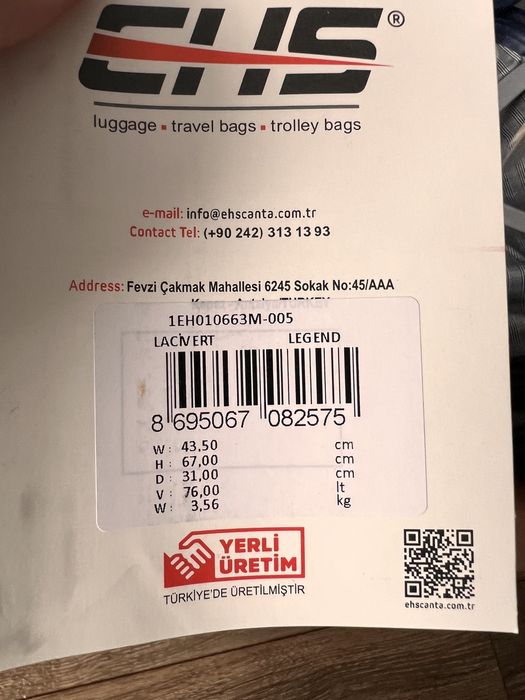 EHS®
luggage ▪ travel bags ▪ trolley bags
e-mail: info@ehscanta.com.tr
Contact Tel: (+90 242) 313 13 93
Address: Fevzi Çakmak Mahallesi 6245 Sokak No:45/AAA
1EH010663M-005
LACİVERT LEGEND
8 695067 082575
W: 43,50 cm
H: 67,00 cm
D: 31,00 cm
V: 76,00 lt
W: 3,56 kg
YERLİ
ÜRETİM
TÜRKİYE'DE ÜRETİLMİŞTİR
ehscanta.com.tr